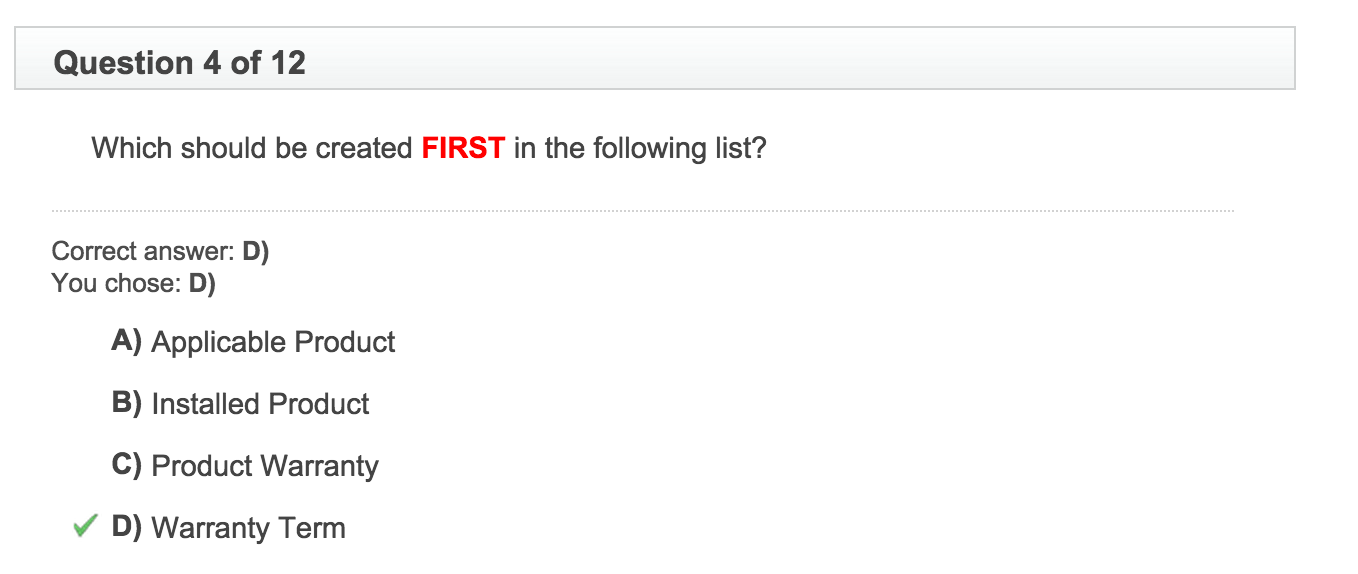 Question 4 of 12
Which should be created FIRST in the following list?
Correct answer: D)
You chose: D)
A) Applicable Product
B) Installed Product
C) Product Warranty
D) Warranty Term